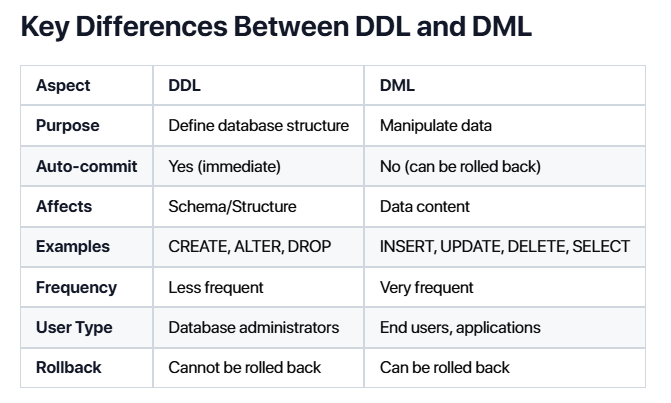 Key Differences Between DDL and DML
Aspect DDL DML
Purpose Define database structure Manipulate data
Auto-commit Yes (immediate) No (can be rolled back)
Affects Schema/Structure Data content
Examples CREATE, ALTER, DROP INSERT, UPDATE, DELETE, SELECT
Frequency Less frequent Very frequent
User Type Database administrators End users, applications
Rollback Cannot be rolled back Can be rolled back